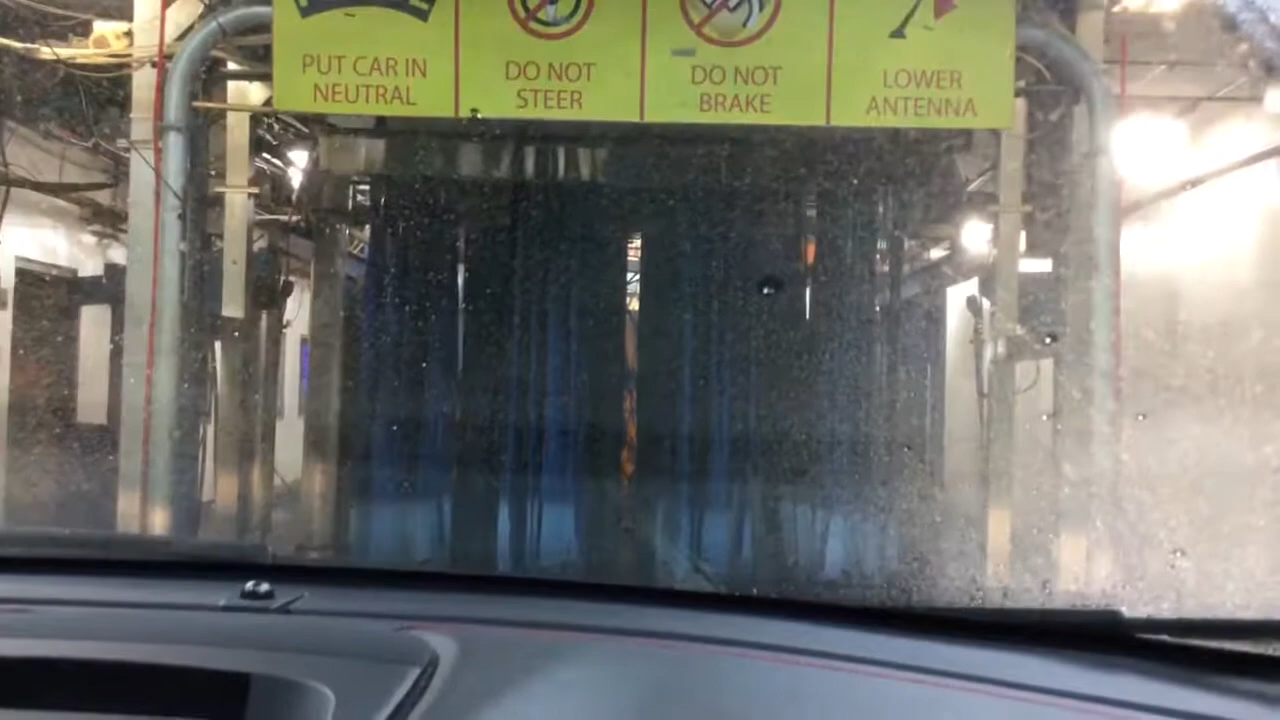 PUT CAR IN
NEUTRAL
DO NOT
STEER
DO NOT
BRAKE
LOWER
ANTENNA